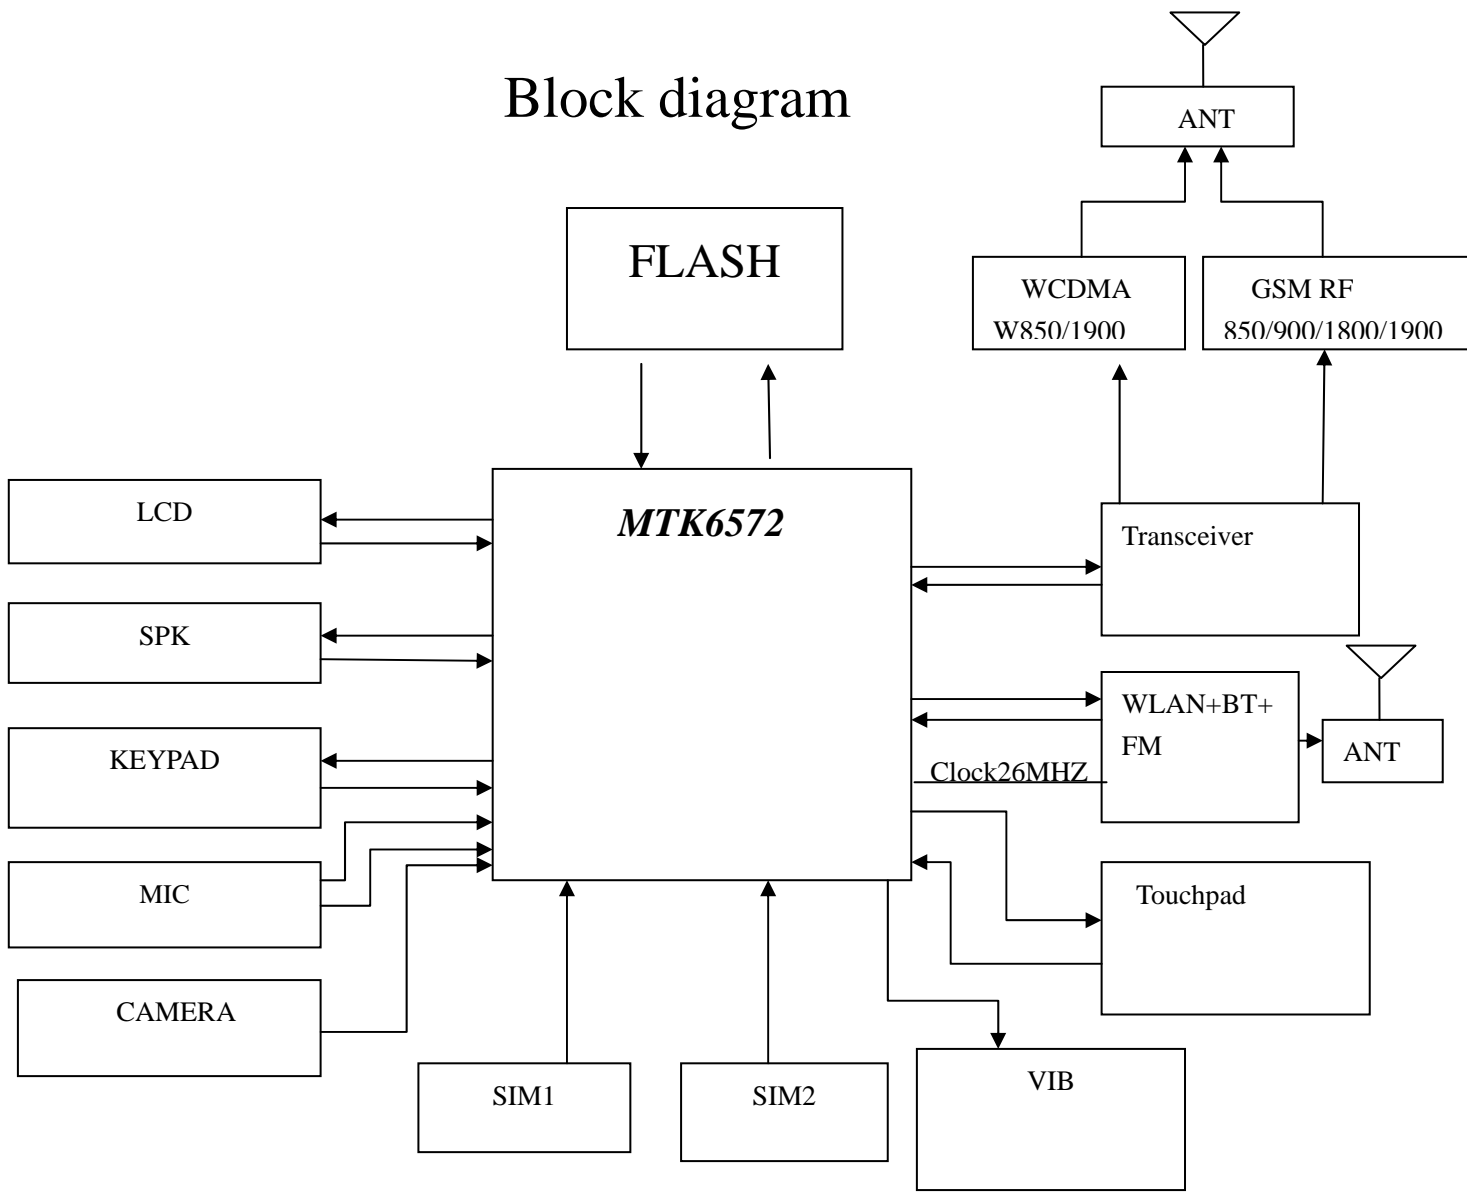 Block diagram
ANT
FLASH
WCDMA
W850/1900
GSM RF
850/900/1800/1900
LCD
MTK6572
Transceiver
SPK
WLAN+BT+
FM
ANT
KEYPAD
Clock26MHZ
MIC
Touchpad
CAMERA
SIM1
SIM2
VIB